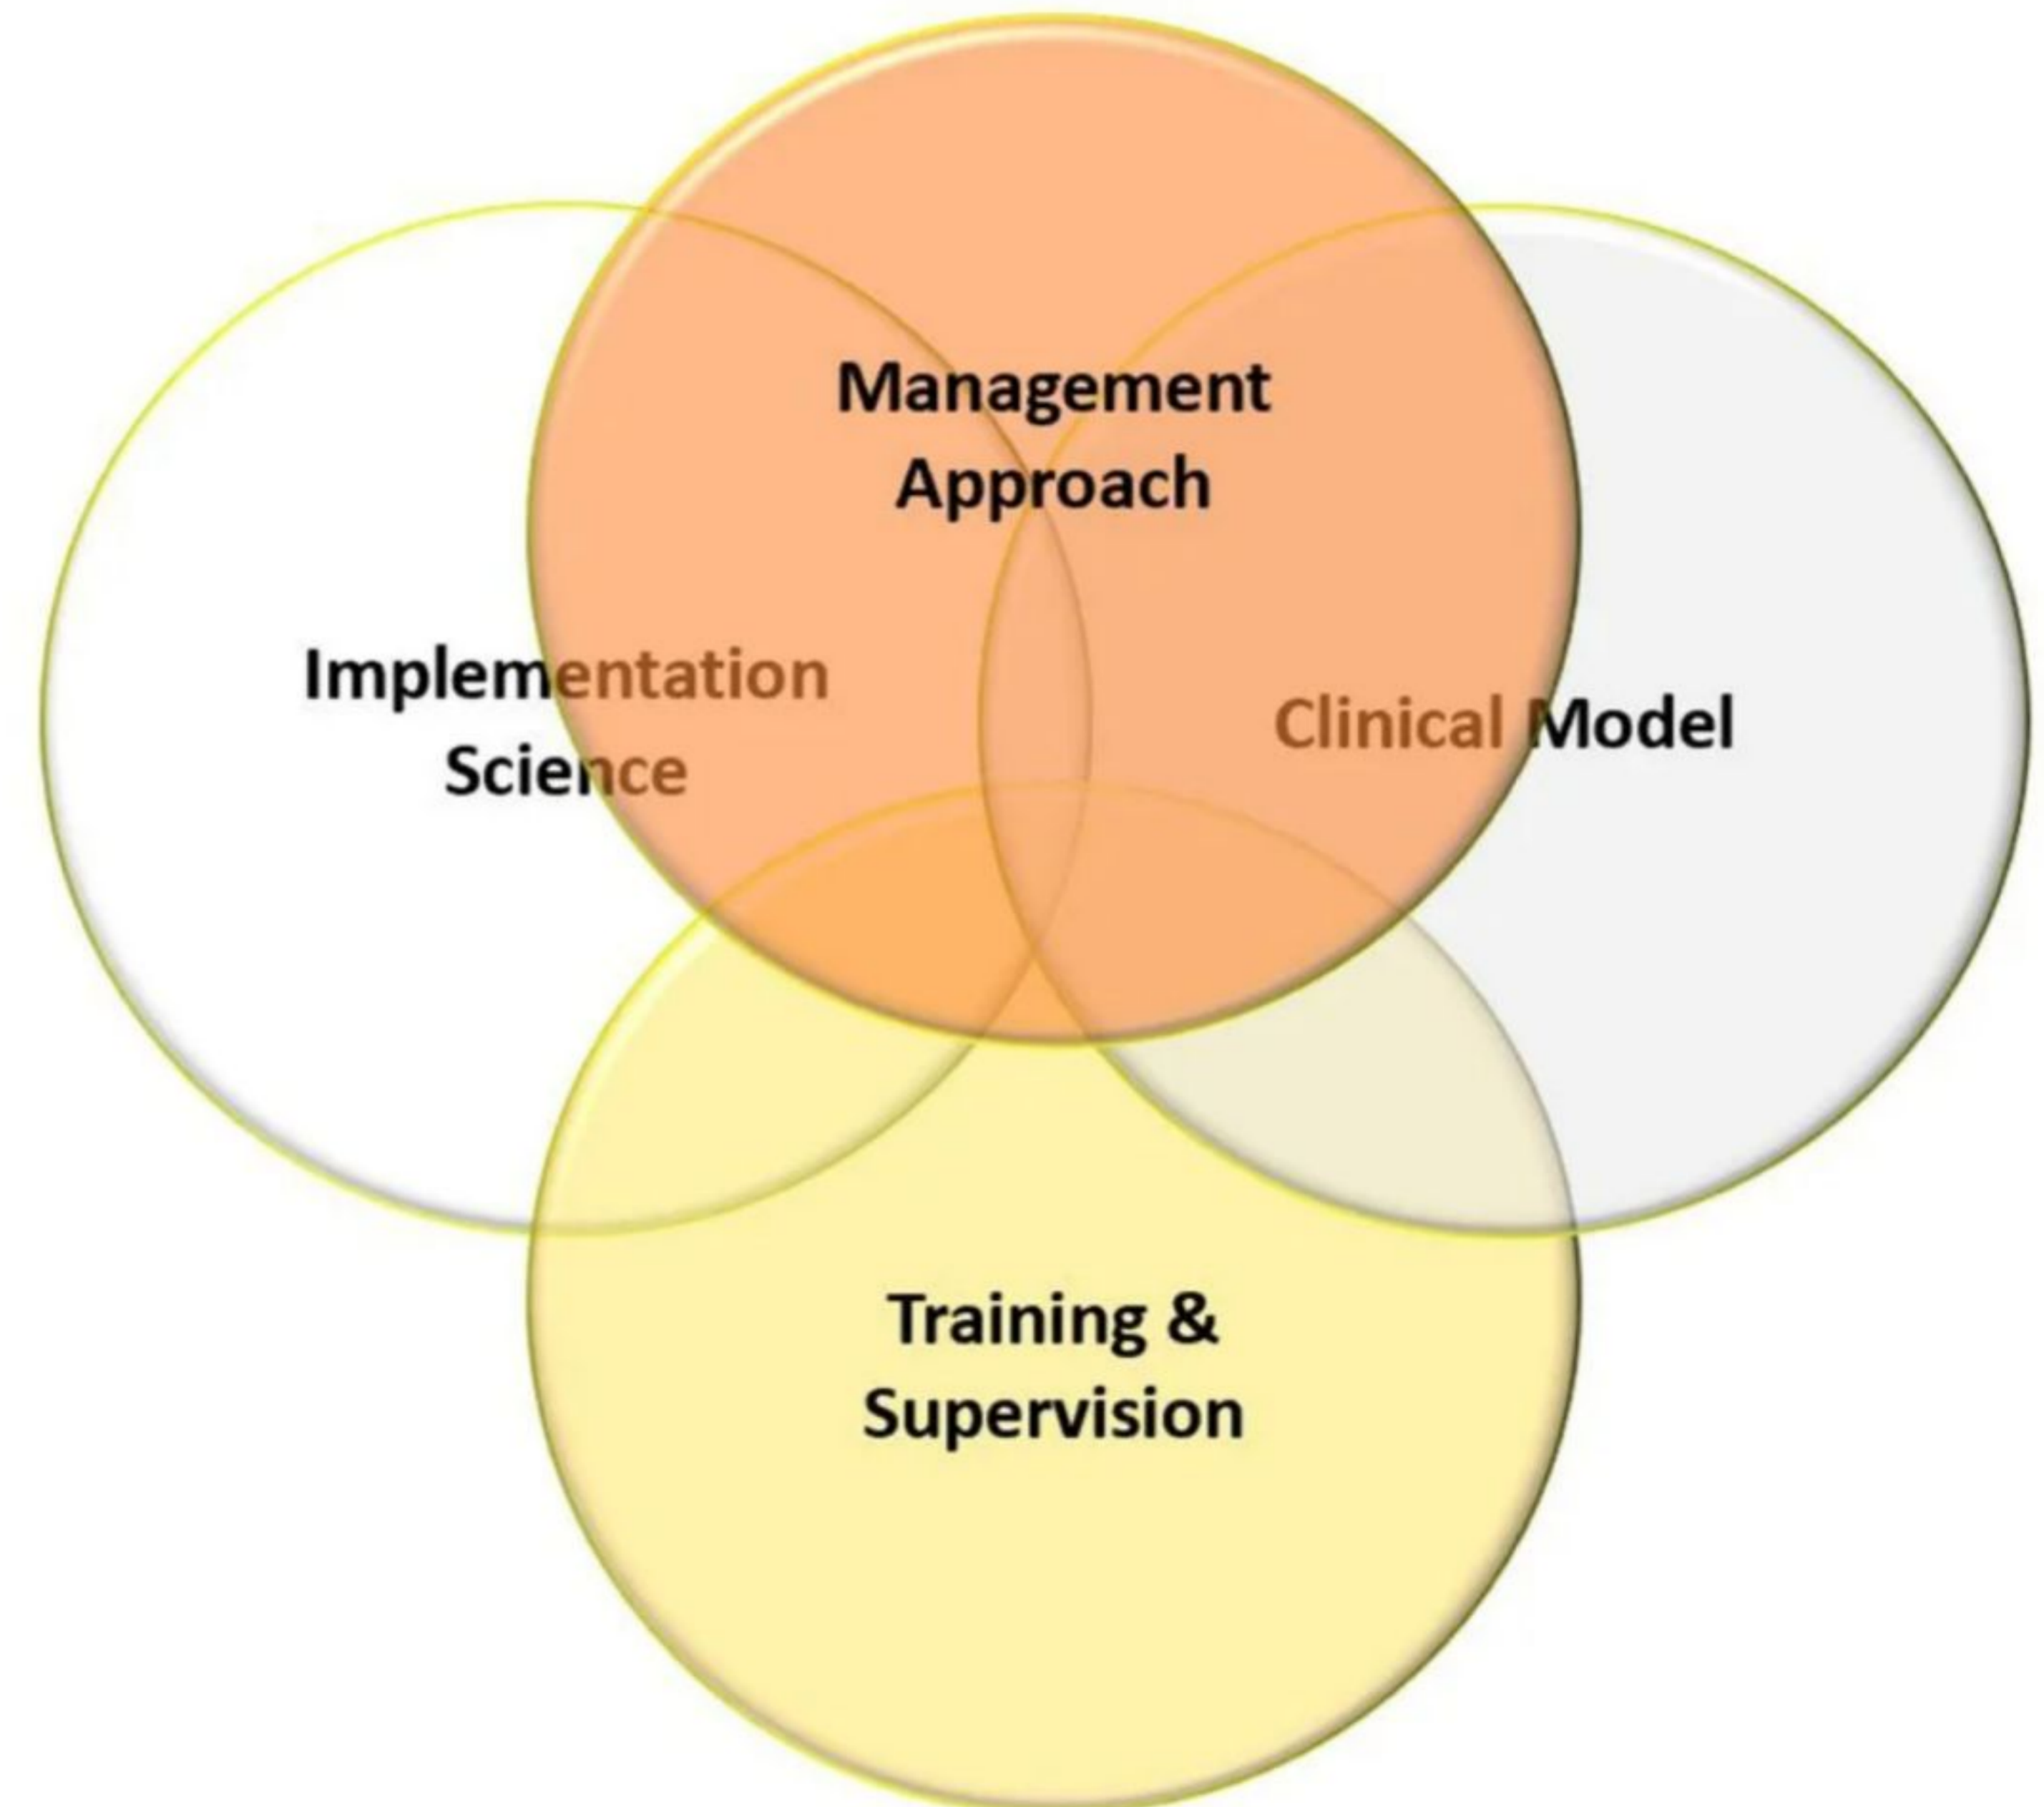 Management
Approach
Implementation
Science
Clinical Model
Training &
Supervision